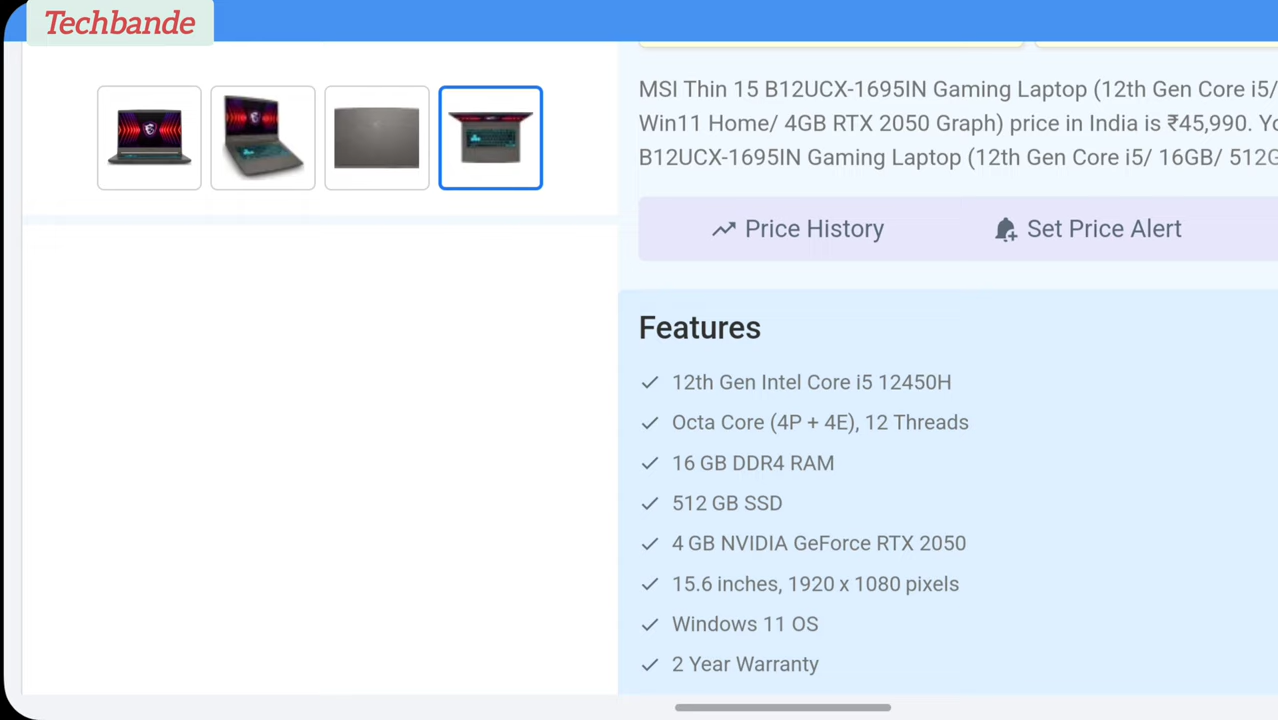 Techbande
MSI Thin 15 B12UCX-1695IN Gaming Laptop (12th Gen Core i5/
Win11 Home/ 4GB RTX 2050 Graph) price in India is ₹45,990. Yo
B12UCX-1695IN Gaming Laptop (12th Gen Core i5/ 16GB/ 512G
Price History
Set Price Alert
Features
12th Gen Intel Core i5 12450H
Octa Core (4P + 4E), 12 Threads
16 GB DDR4 RAM
512 GB SSD
4 GB NVIDIA GeForce RTX 2050
15.6 inches, 1920 x 1080 pixels
Windows 11 OS
2 Year Warranty